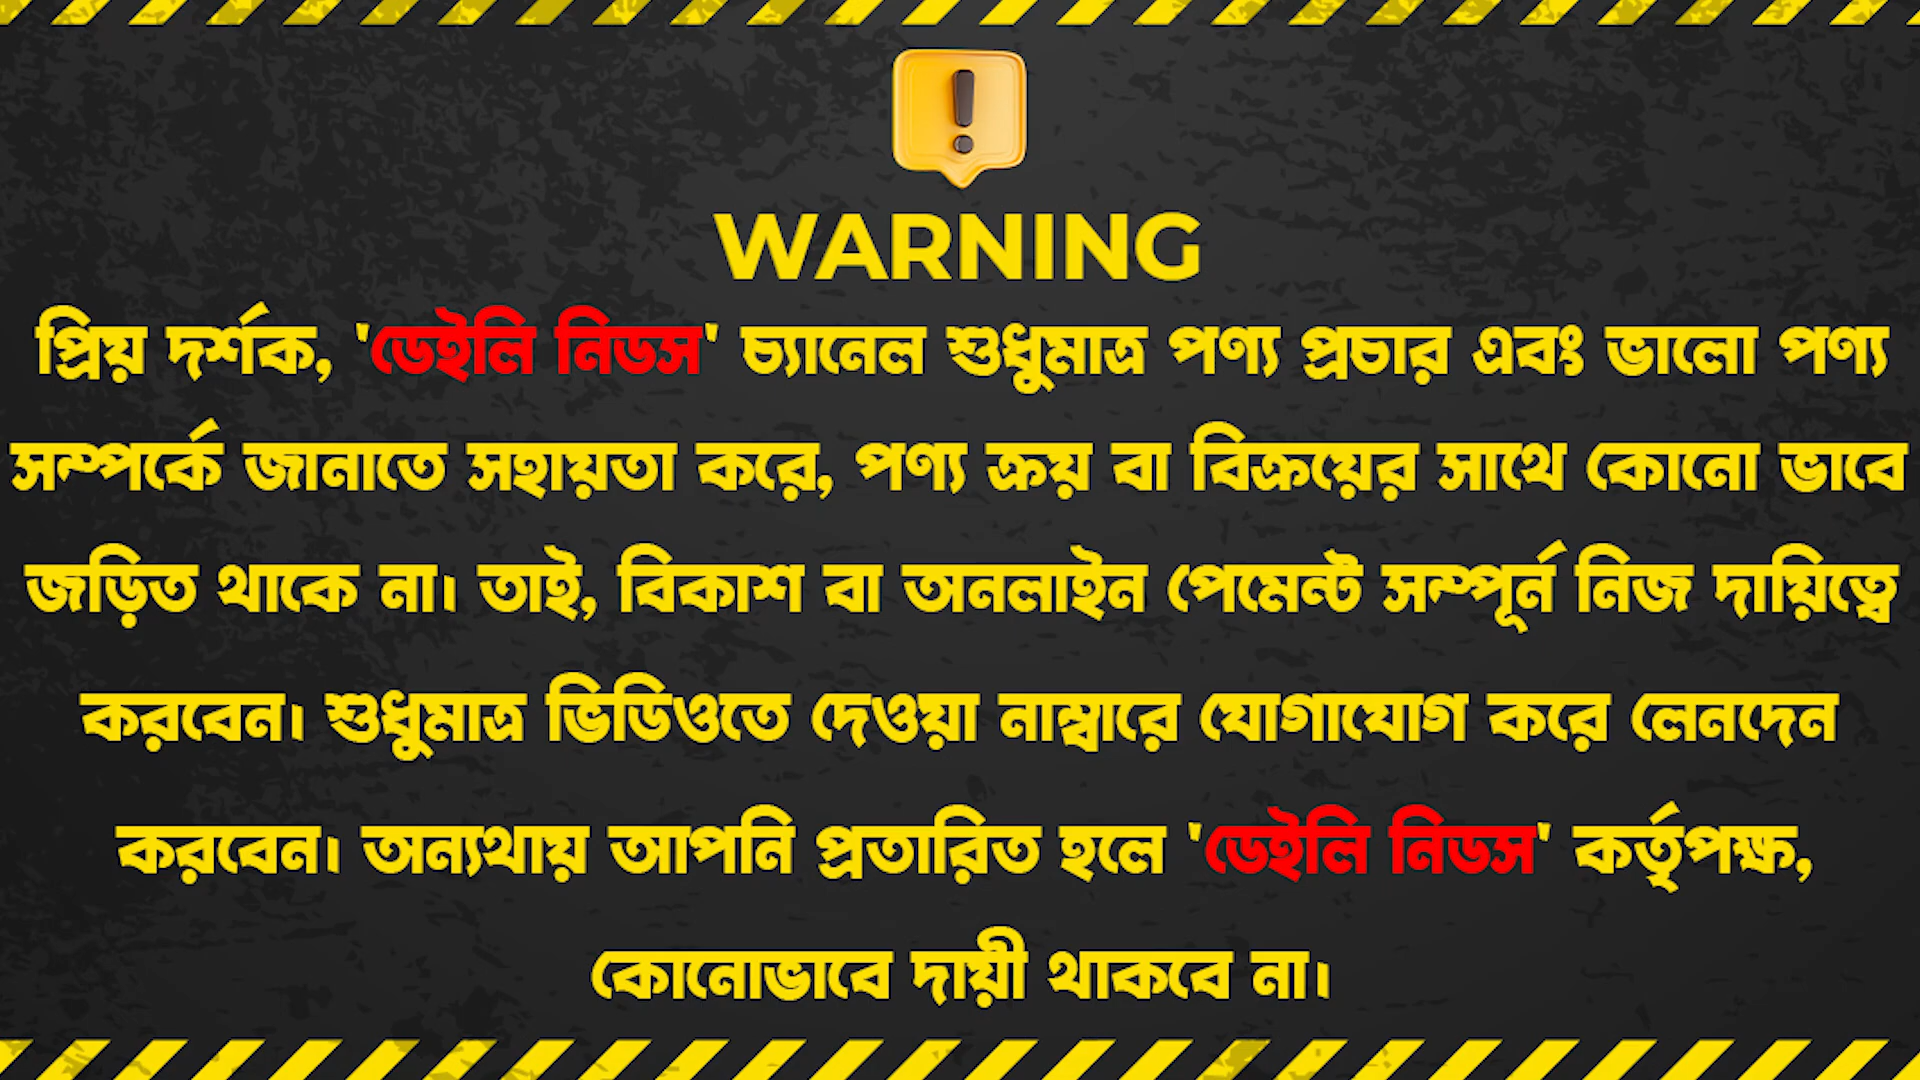 WARNING
প্রিয় দর্শক, 'ডেইলি নিডস' চ্যানেল শুধুমাত্র পণ্য প্রচার এবং ভালো পণ্য
সম্পর্কে জানাতে সহায়তা করে, পণ্য ক্রয় বা বিক্রয়ের সাথে কোনো ভাবে
জড়িত থাকে না। তাই, বিকাশ বা অনলাইন পেমেন্ট সম্পূর্ন নিজ দায়িত্বে
করবেন। শুধুমাত্র ভিডিওতে দেওয়া নাম্বারে যোগাযোগ করে লেনদেন
করবেন। অন্যথায় আপনি প্রতারিত হলে 'ডেইলি নিডস' কর্তৃপক্ষ,
কোনোভাবে দায়ী থাকবে না।